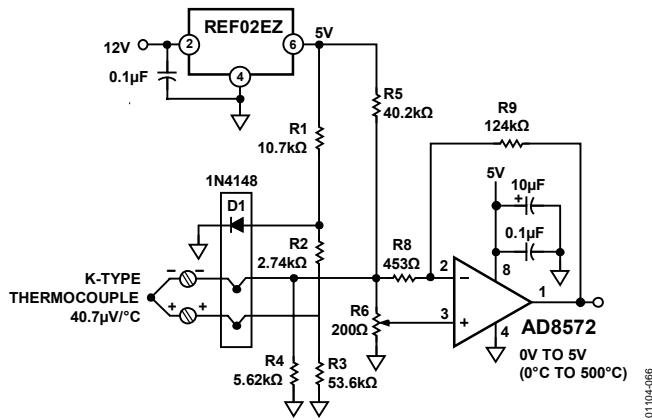 REF02EZ
12V
2
6
5V
4
0.1µF
R1
10.7kΩ
R5
40.2kΩ
R9
124kΩ
1N4148
D1
5V
10µF
+
0.1µF
R2
2.74kΩ
R8
453Ω
2
8
1
K-TYPE
THERMOCOUPLE
40.7µV/°C
− −
+ +
R6
200Ω
3
−
+
4
AD8572
0V TO 5V
(0°C TO 500°C)
R4
5.62kΩ
R3
53.6kΩ
01104-066